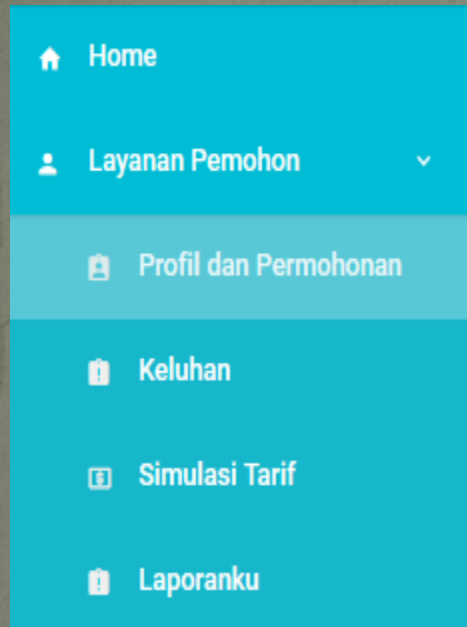 Home
Layanan Pemohon
Profil dan Permohonan
Keluhan
Simulasi Tarif
Laporanku